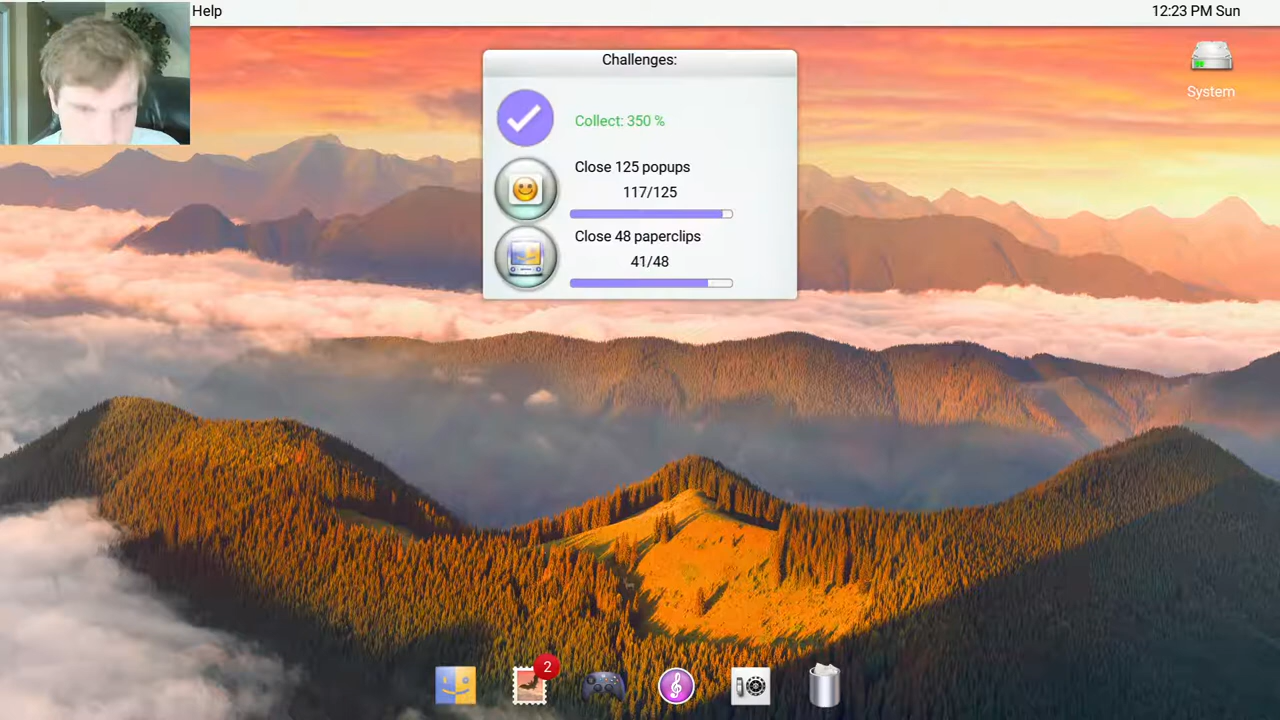 Help
12:23 PM Sun
Challenges:
System
Collect: 350 %
Close 125 popups
117/125
Close 48 paperclips
41/48
2